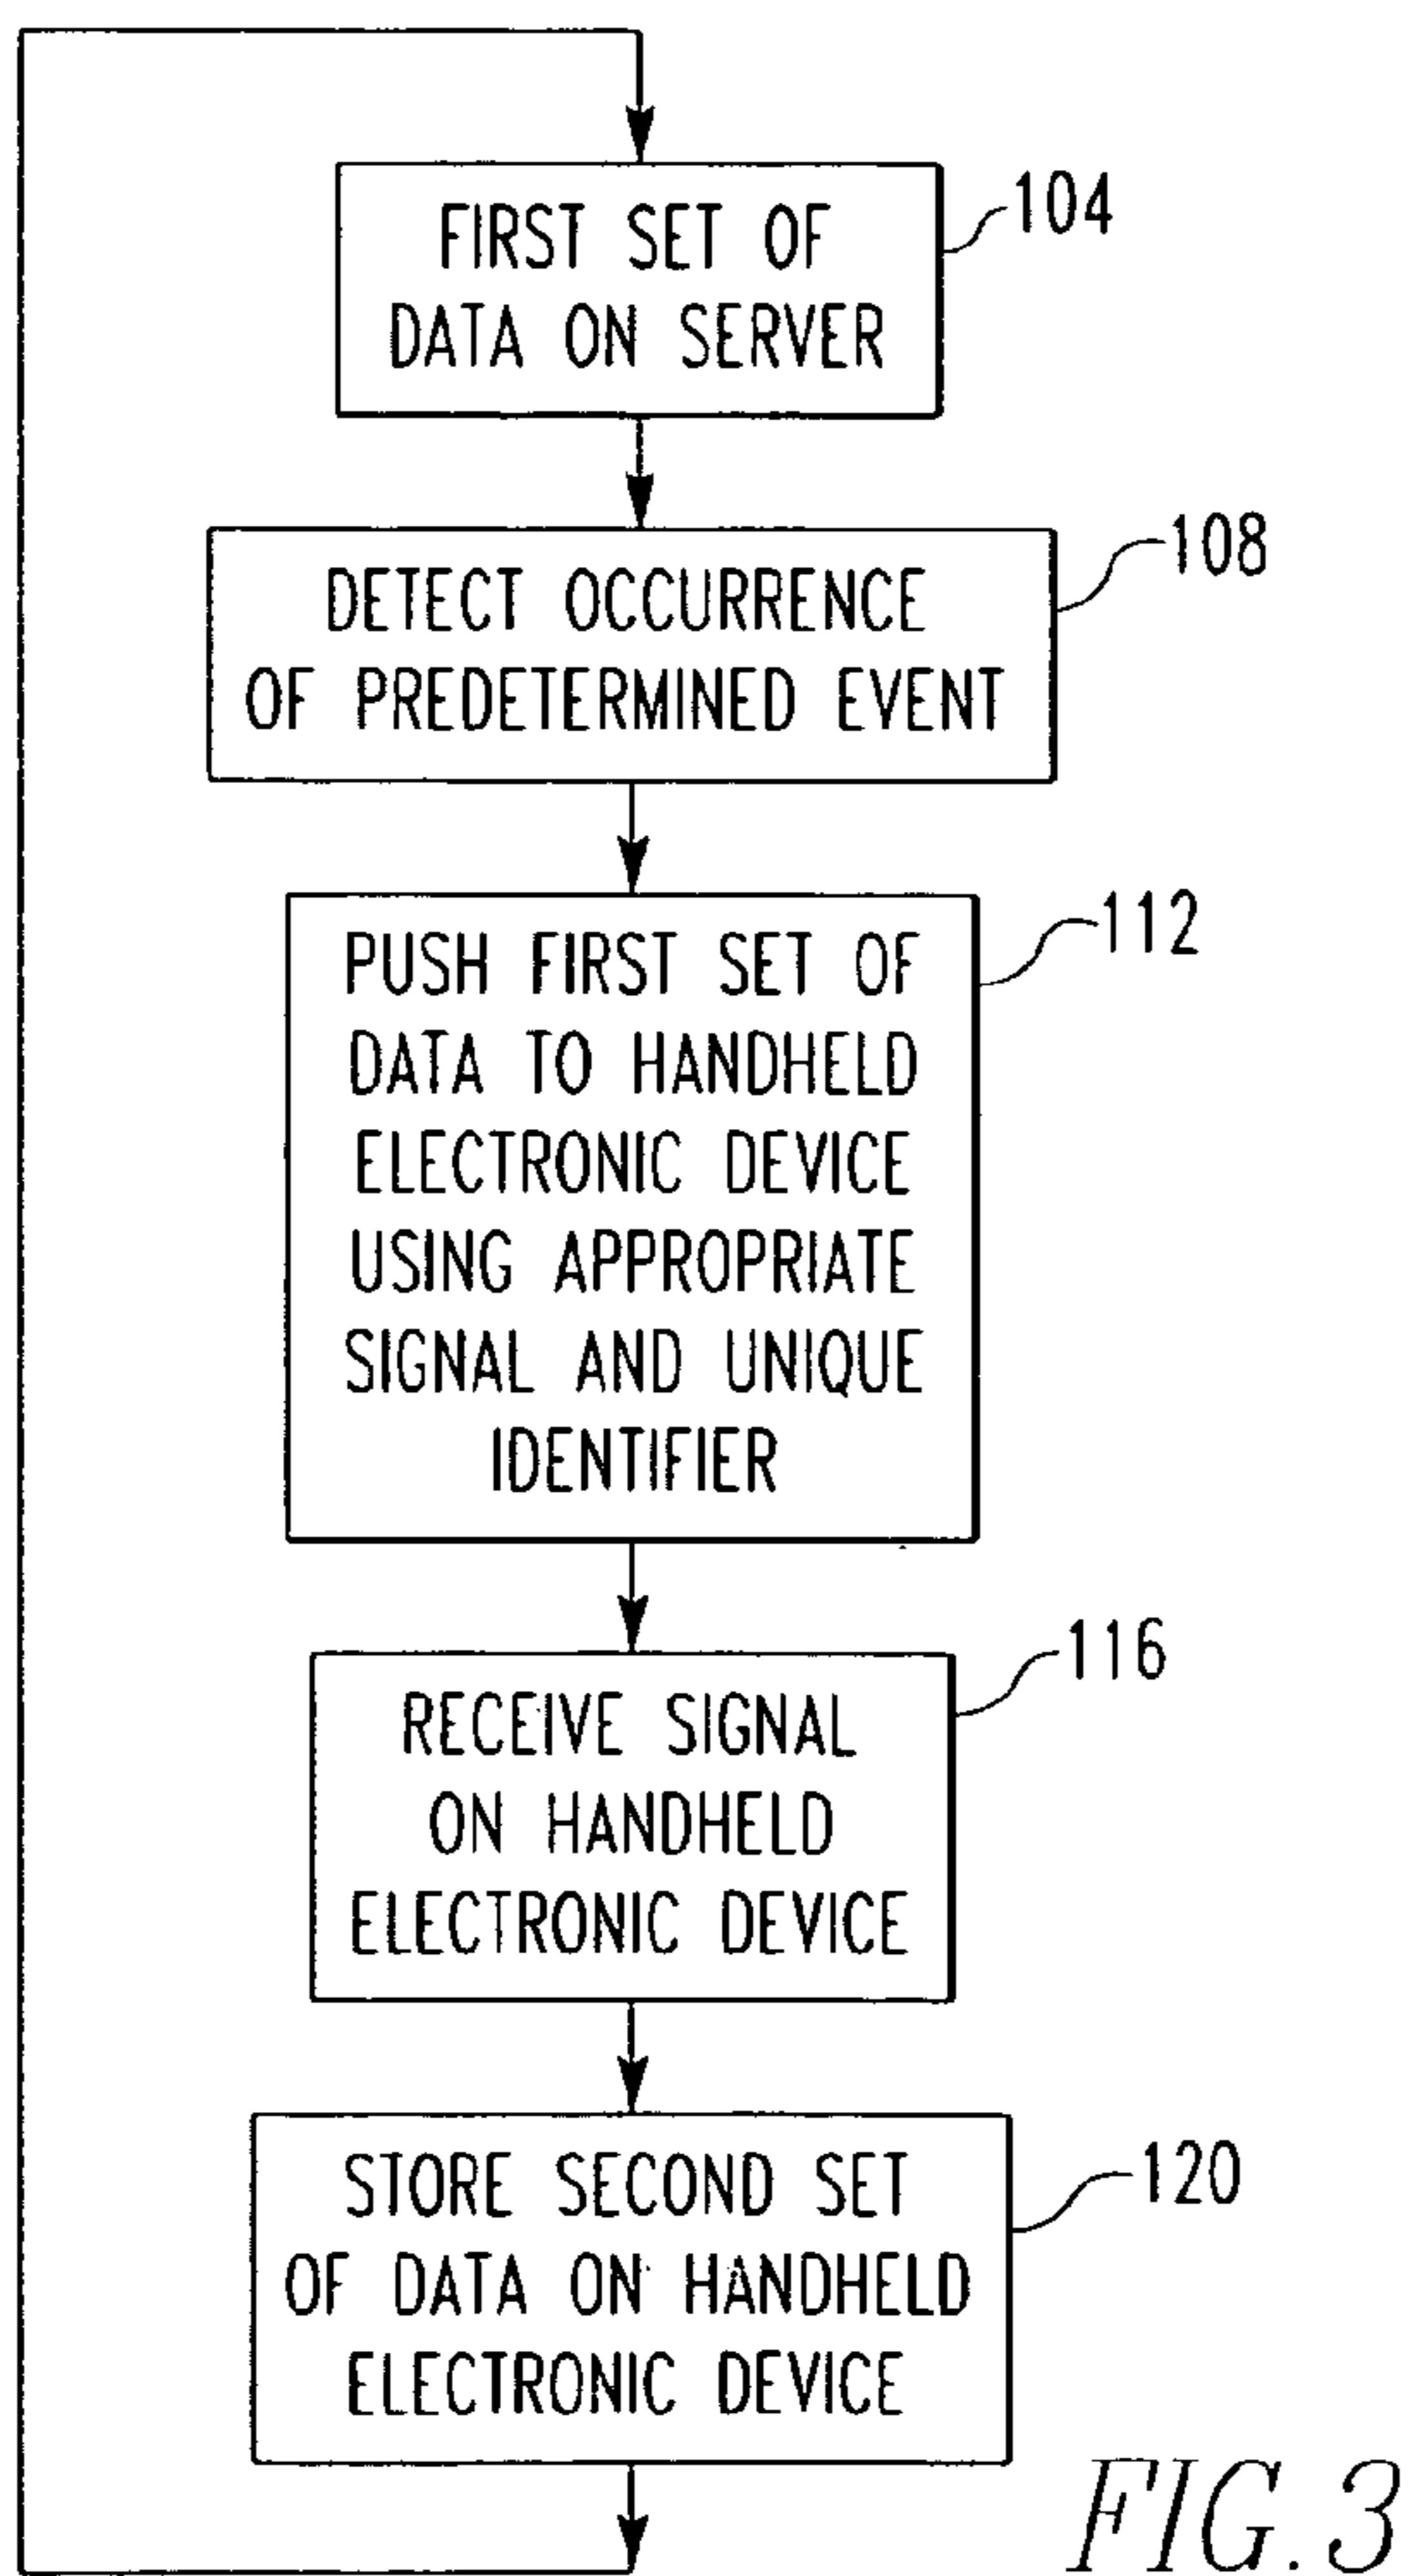 104
FIRST SET OF
DATA ON SERVER
108
DETECT OCCURRENCE
OF PREDETERMINED EVENT
112
PUSH FIRST SET OF
DATA TO HANDHELD
ELECTRONIC DEVICE
USING APPROPRIATE
SIGNAL AND UNIQUE
IDENTIFIER
116
RECEIVE SIGNAL
ON HANDHELD
ELECTRONIC DEVICE
120
STORE SECOND SET
OF DATA ON HANDHELD
ELECTRONIC DEVICE
FIG. 3